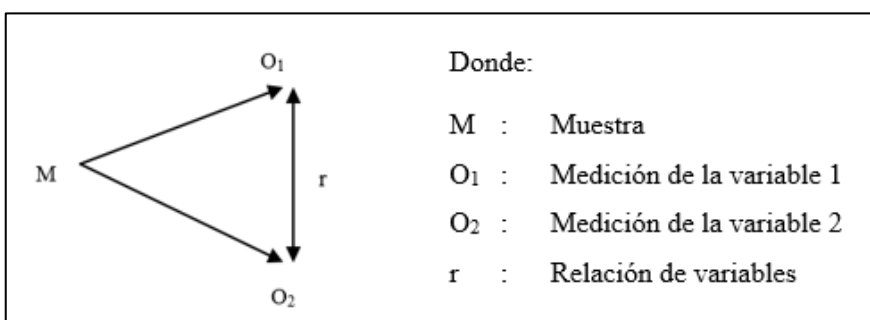 O₁
M
r
O₂
Donde:
M : Muestra
O₁ : Medición de la variable 1
O₂ : Medición de la variable 2
r : Relación de variables